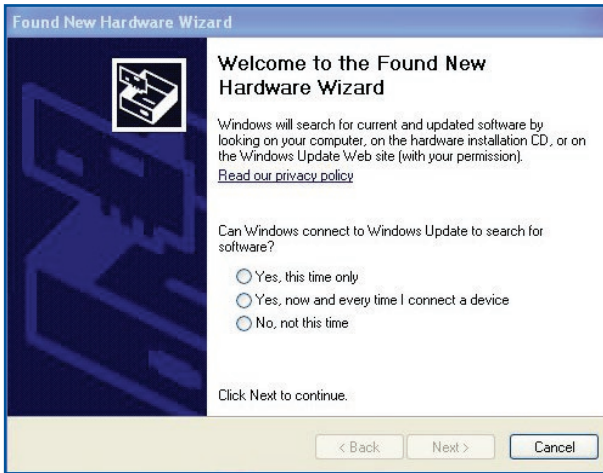 Found New Hardware Wizard
Welcome to the Found New
Hardware Wizard
Windows will search for current and updated software by
looking on your computer, on the hardware installation CD, or on
the Windows Update Web site (with your permission).
Read our privacy policy
Can Windows connect to Windows Update to search for
software?
Yes, this time only
Yes, now and every time I connect a device
No, not this time
Click Next to continue.
< Back
Next >
Cancel